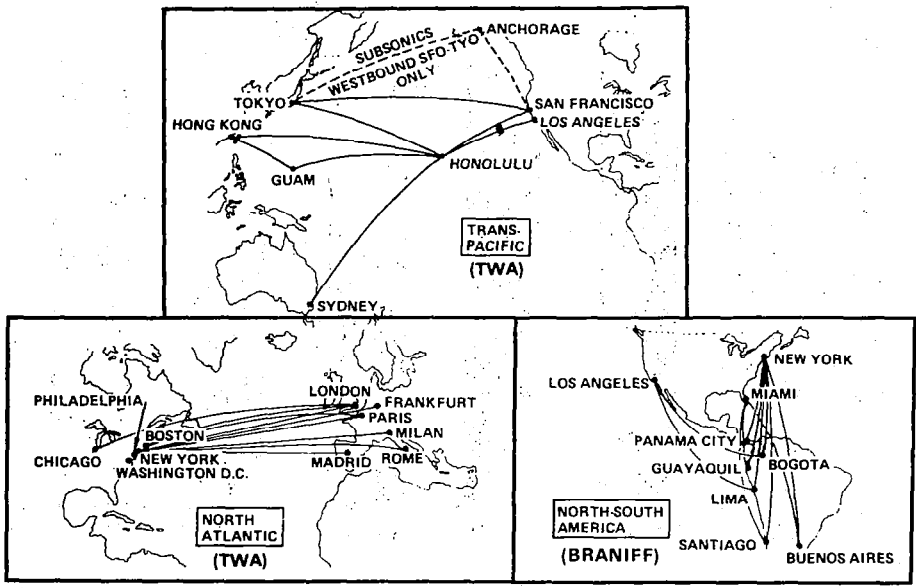 ANCHORAGE
SUBSONICS
WESTBOUND SFO-TYO
ONLY
TOKYO
SAN FRANCISCO
LOS ANGELES
HONG KONG
HONOLULU
GUAM
TRANS-
PACIFIC
(TWA)
SYDNEY
PHILADELPHIA
LONDON
FRANKFURT
PARIS
BOSTON
MILAN
CHICAGO
NEW YORK
WASHINGTON D.C.
MADRID
ROME
NORTH
ATLANTIC
(TWA)
NEW YORK
LOS ANGELES
MIAMI
PANAMA CITY
GUAYAQUIL
BOGOTA
LIMA
NORTH-SOUTH
AMERICA
(BRANIFF)
SANTIAGO
BUENOS AIRES